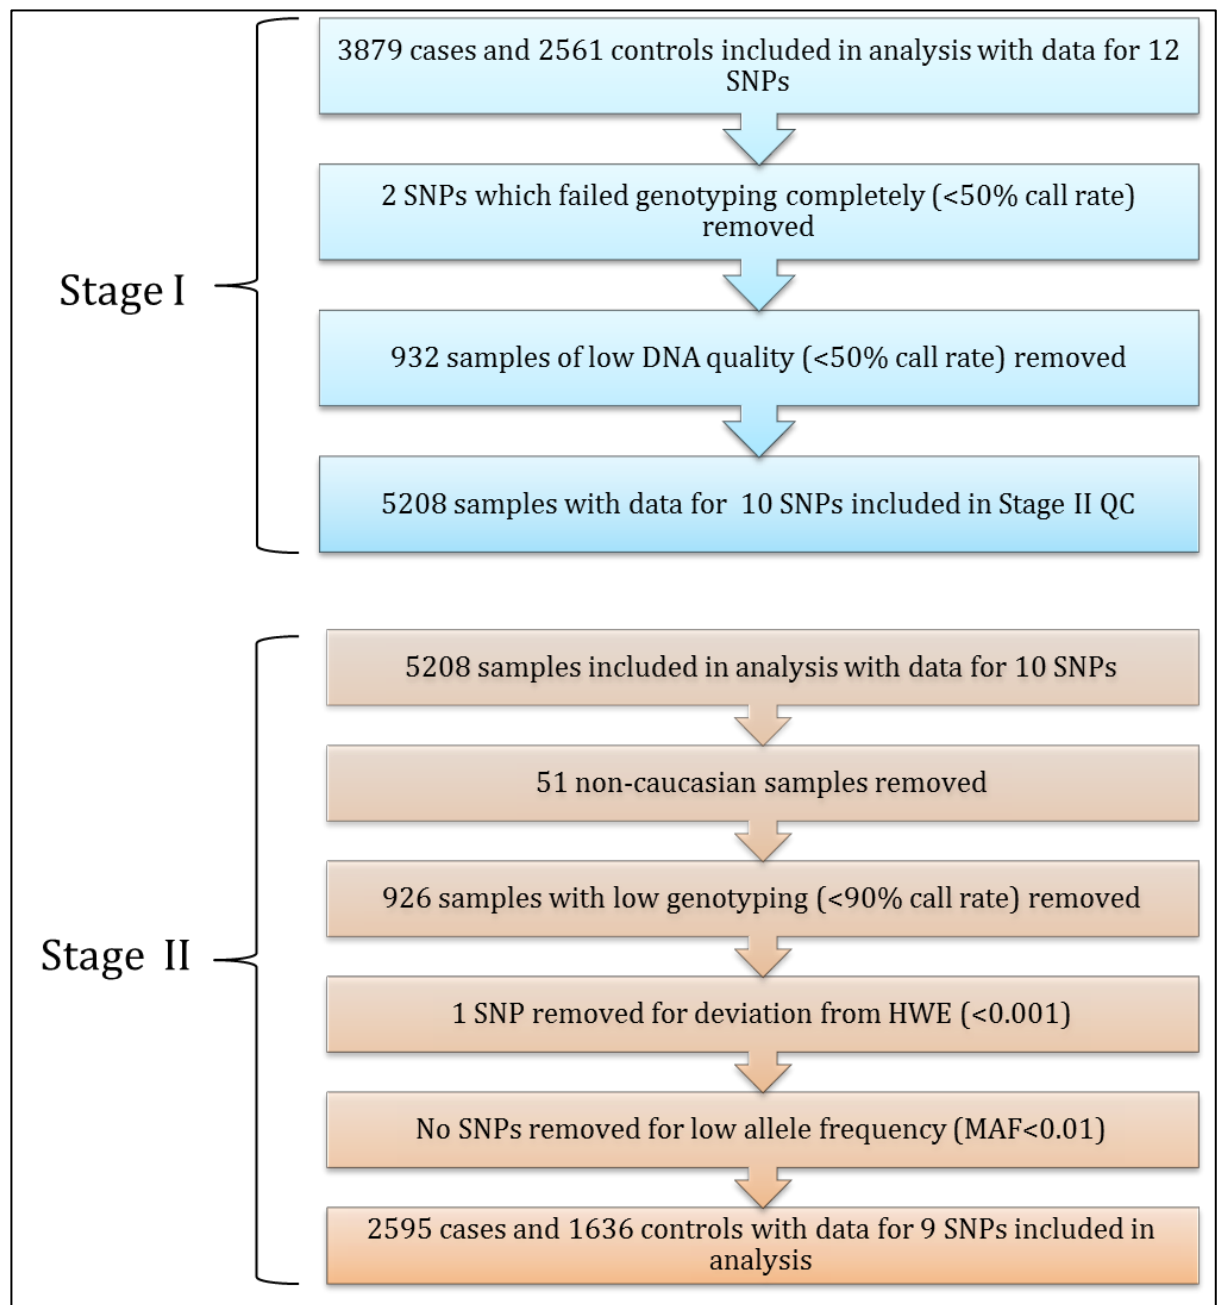 3879 cases and 2561 controls included in analysis with data for 12
SNPs
2 SNPs which failed genotyping completely (<50% call rate)
removed
Stage I
932 samples of low DNA quality (<50% call rate) removed
5208 samples with data for 10 SNPs included in Stage II QC
5208 samples included in analysis with data for 10 SNPs
51 non-caucasian samples removed
926 samples with low genotyping (<90% call rate) removed
Stage II
1 SNP removed for deviation from HWE (<0.001)
No SNPs removed for low allele frequency (MAF<0.01)
2595 cases and 1636 controls with data for 9 SNPs included in
analysis